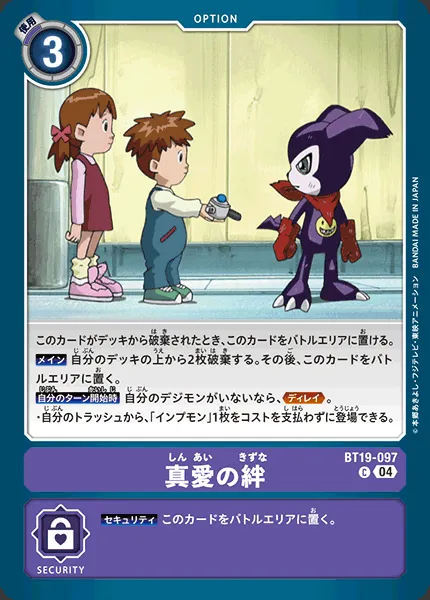 OPTION
使用
3
このカードがデッキから破棄されたとき、このカードをバトルエリアに置ける。
メイン 自分のデッキの上から2枚破棄する。その後、このカードをバト
ルエリアに置く。
自分のターン開始時 自分のデジモンがいないなら、ディレイ。
・自分のトラッシュから、「インプモン」1枚をコストを支払わずに登場できる。
©本郷あきよし・フジテレビ・東映アニメーション BANDAI MADE IN JAPAN
しん あい きずな
真愛の絆
BT19-097
C 04
セキュリティ このカードをバトルエリアに置く。
SECURITY